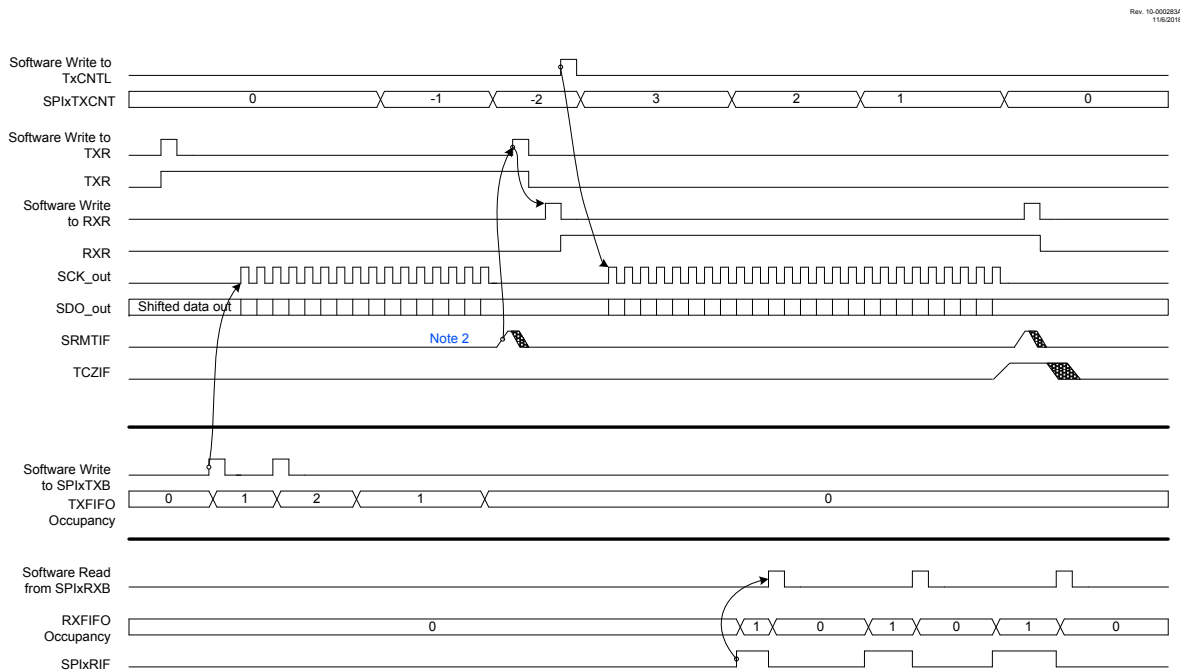 Rev. 10-000283A
11/6/2018
Software Write to
TxCNTL
SPIxTXCNT
0
-1
-2
3
2
1
0
Software Write to
TXR
TXR
Software Write
to RXR
RXR
SCK_out
SDO_out
Shifted data out
SRMTIF
Note 2
TCZIF
Software Write
to SPIxTXB
TXFIFO
Occupancy
0
1
2
1
0
Software Read
from SPIxRXB
RXFIFO
Occupancy
0
1
0
1
0
1
0
SPIxRIF